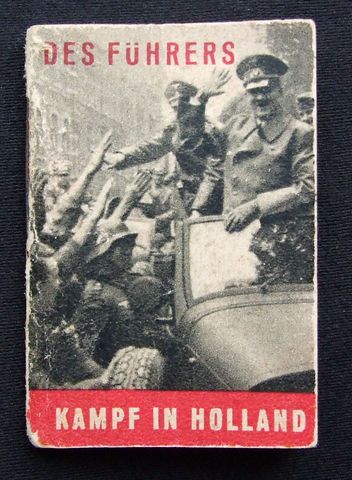 DES FÜHRERS
KAMPF IN HOLLAND